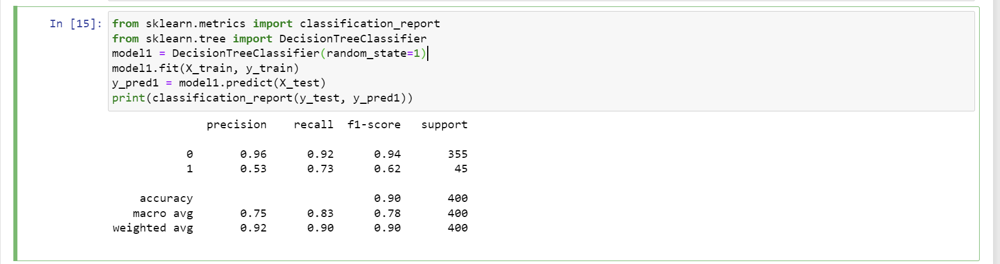 In [15]:
from sklearn.metrics import classification_report
from sklearn.tree import DecisionTreeClassifier
model1 = DecisionTreeClassifier(random_state=1)
model1.fit(X_train, y_train)
y_pred1 = model1.predict(X_test)
print(classification_report(y_test, y_pred1))
precision recall f1-score support
0 0.96 0.92 0.94 355
1 0.53 0.73 0.62 45
accuracy 0.90 400
macro avg 0.75 0.83 0.78 400
weighted avg 0.92 0.90 0.90 400